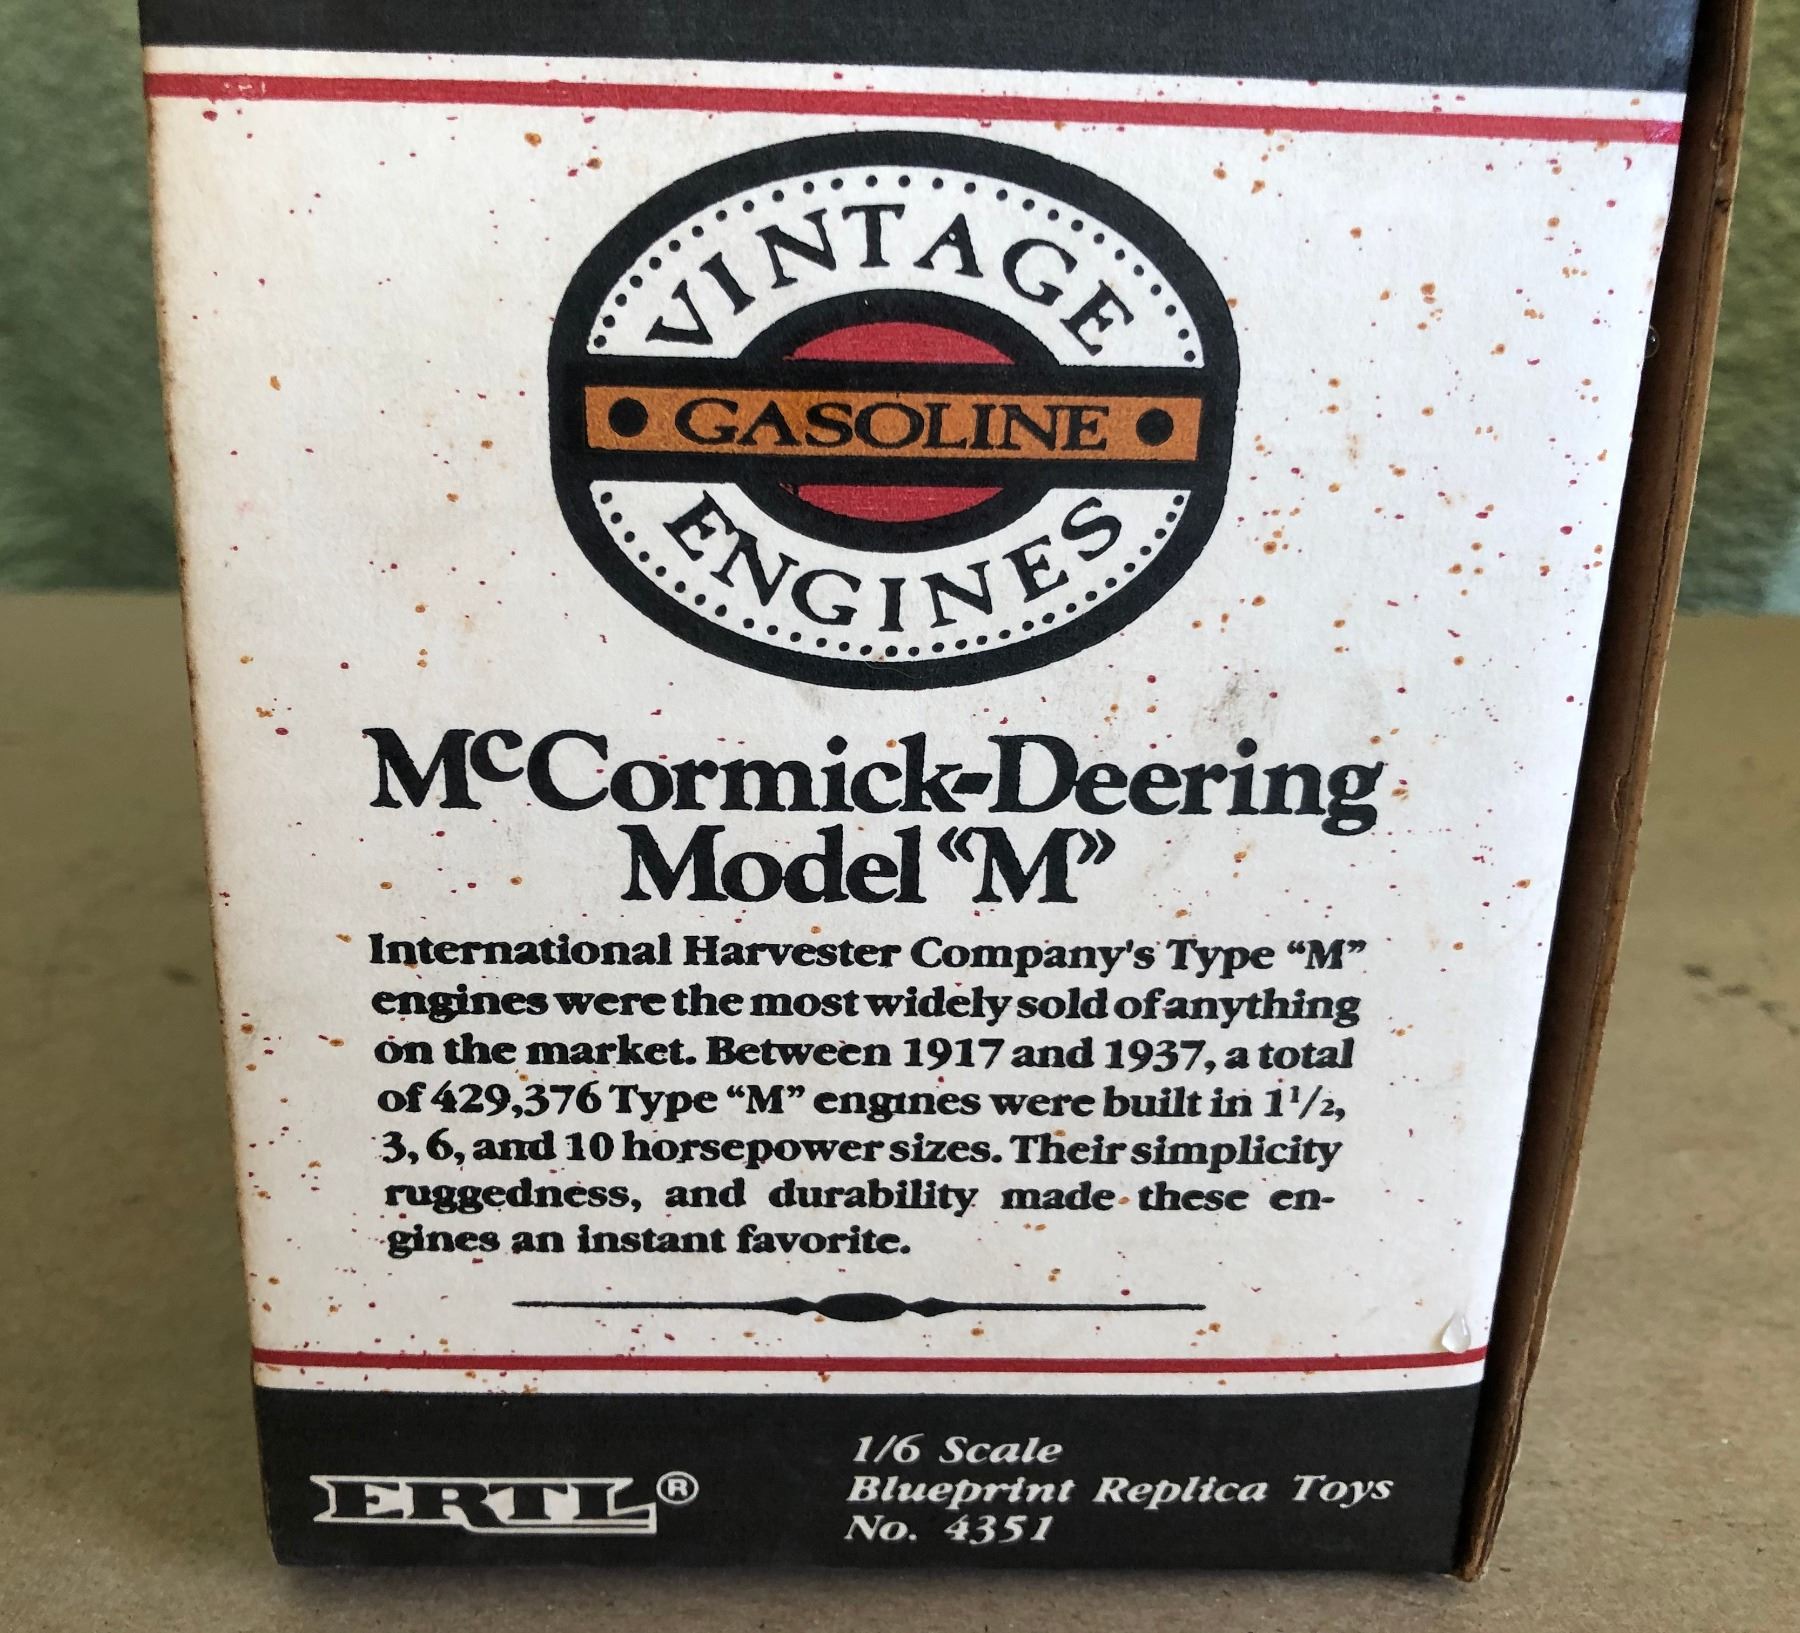 VINTAGE
GASOLINE
ENGINES
McCormick-Deering
Model “M”
International Harvester Company's Type “M”
engines were the most widely sold of anything
on the market. Between 1917 and 1937, a total
of 429,376 Type “M” engines were built in 1 1/2,
3, 6, and 10 horsepower sizes. Their simplicity
ruggedness, and durability made these en-
gines an instant favorite.
ERTL®
1/6 Scale
Blueprint Replica Toys
No. 4351